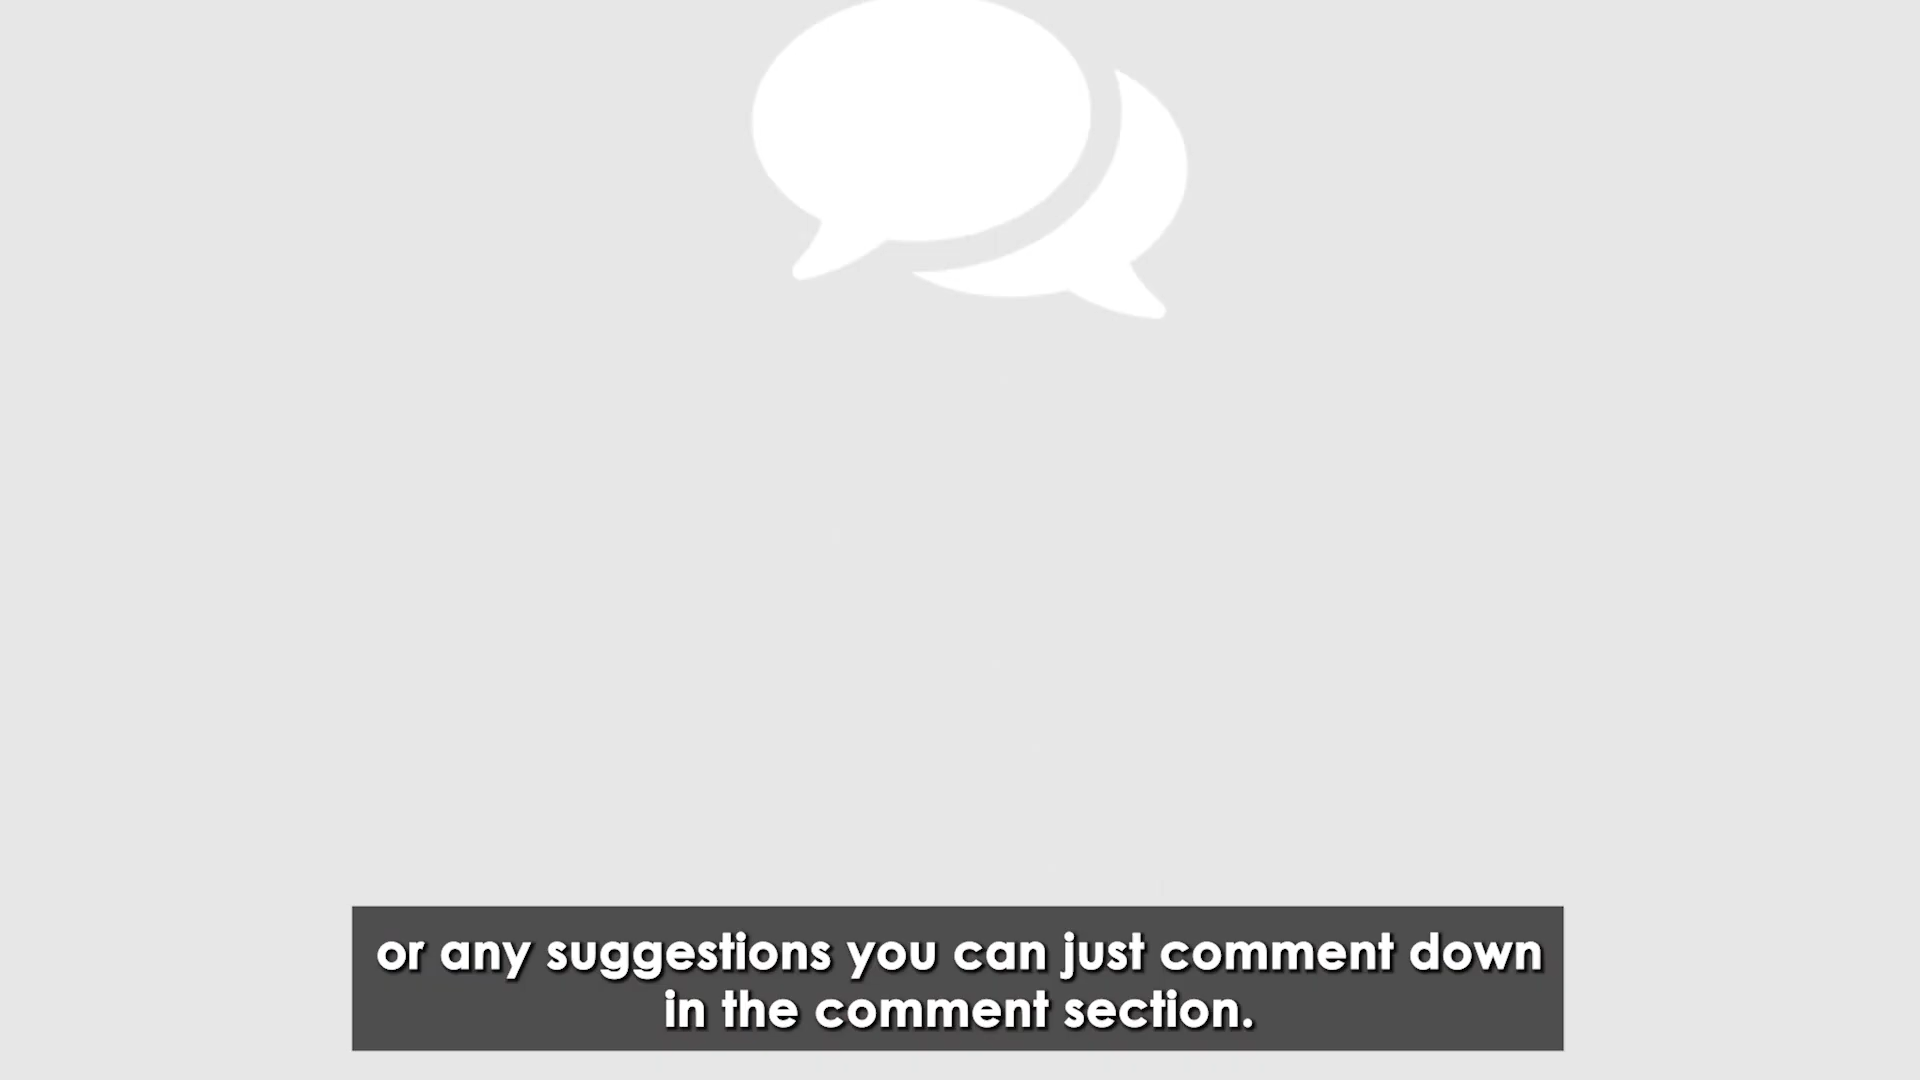 or any suggestions you can just comment down
in the comment section.